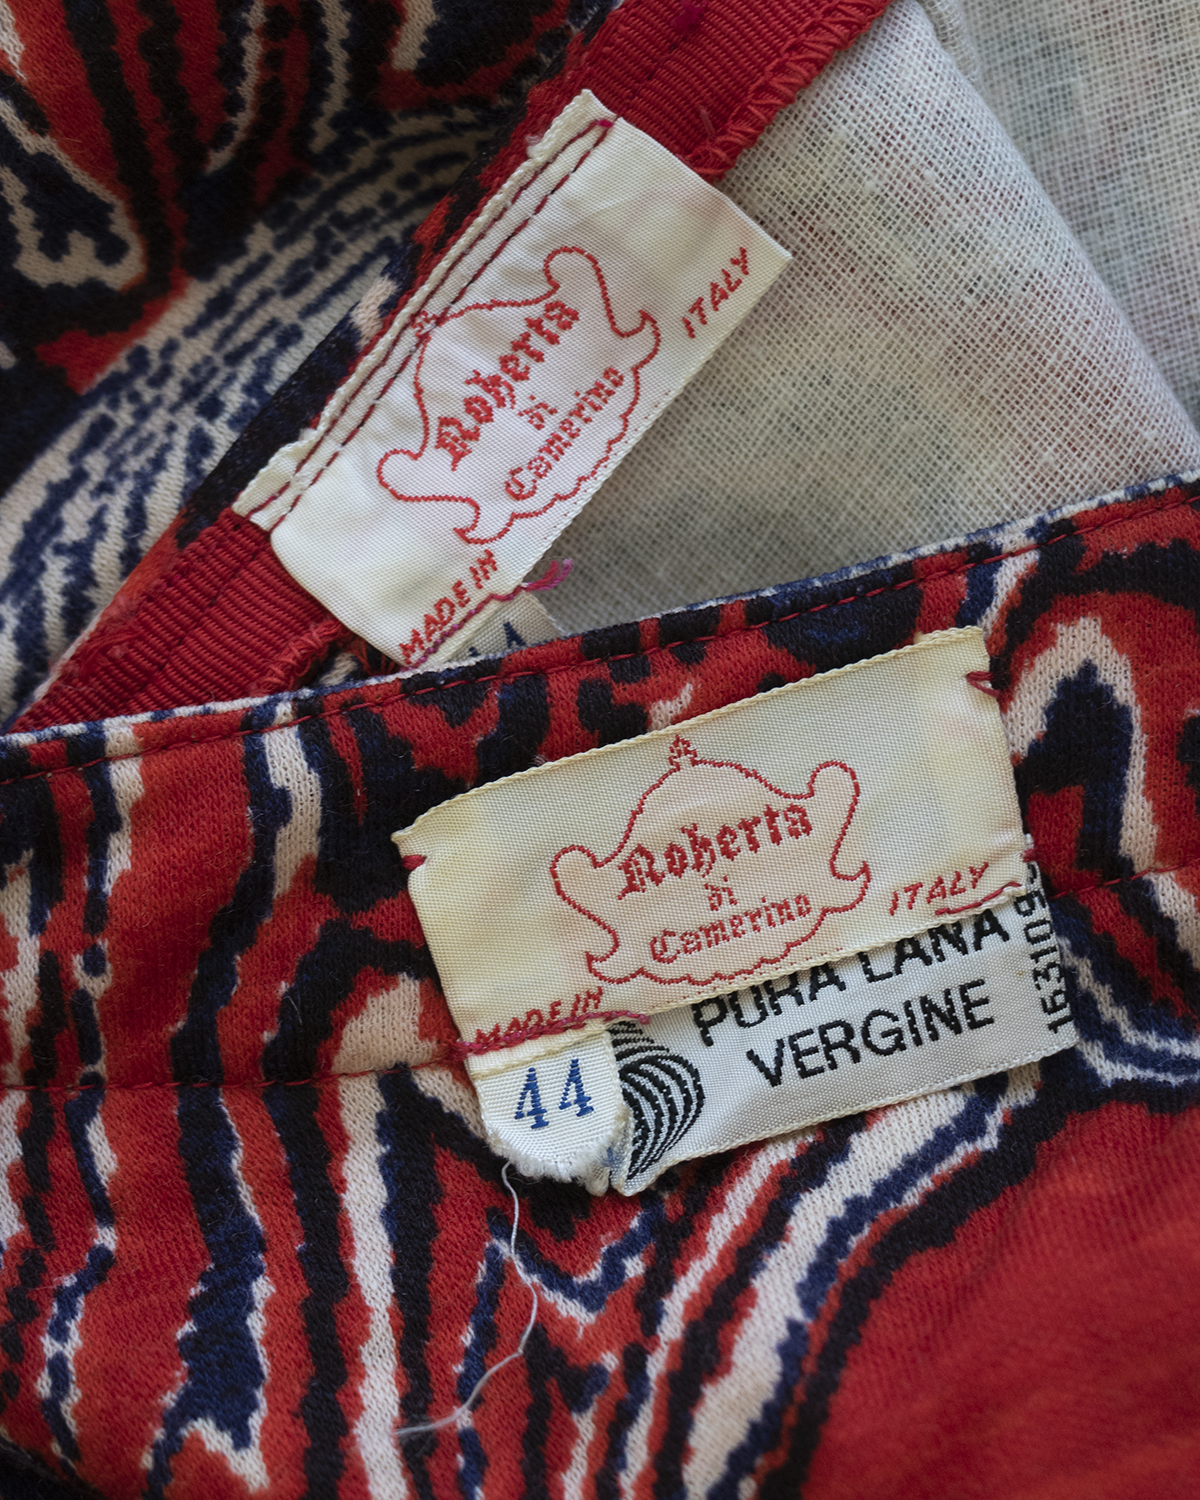 Roberta
di
Camerino
MADE IN ITALY
Roberta
di
Camerino
MADE IN ITALY
44
PURA LANA
VERGINE